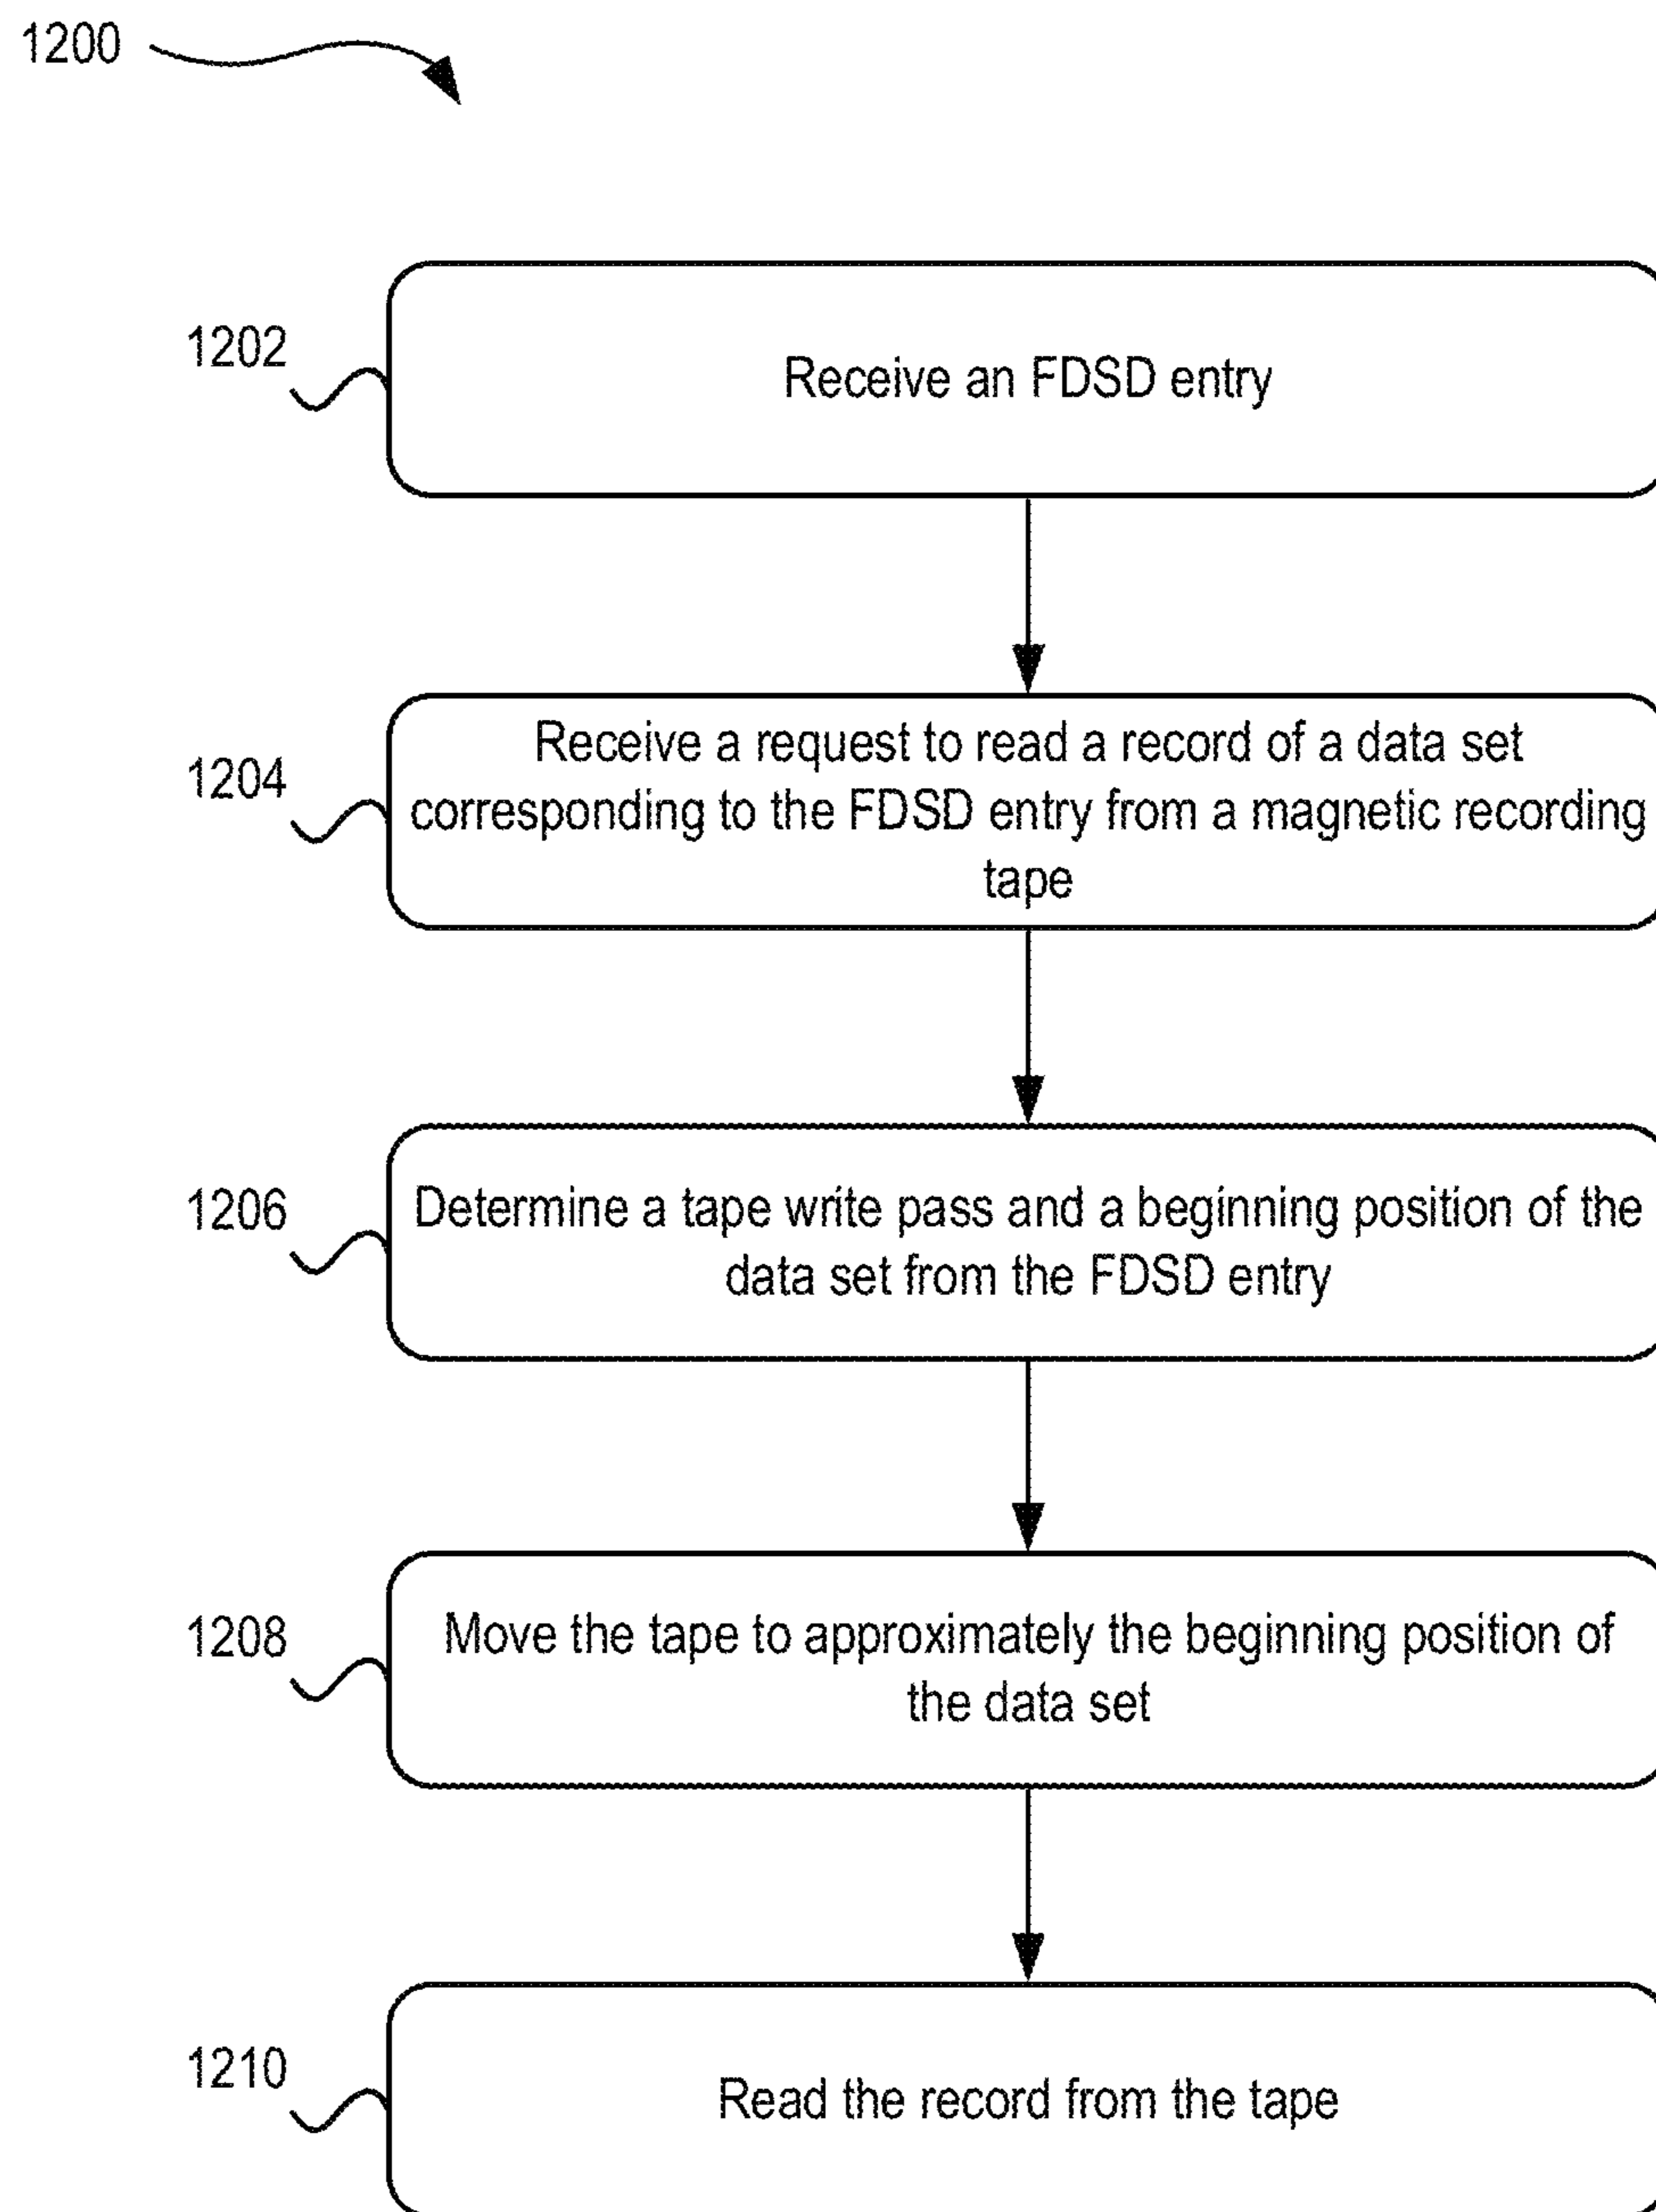 1200
1202
Receive an FDSD entry
1204
Receive a request to read a record of a data set
corresponding to the FDSD entry from a magnetic recording
tape
1206
Determine a tape write pass and a beginning position of the
data set from the FDSD entry
1208
Move the tape to approximately the beginning position of
the data set
1210
Read the record from the tape